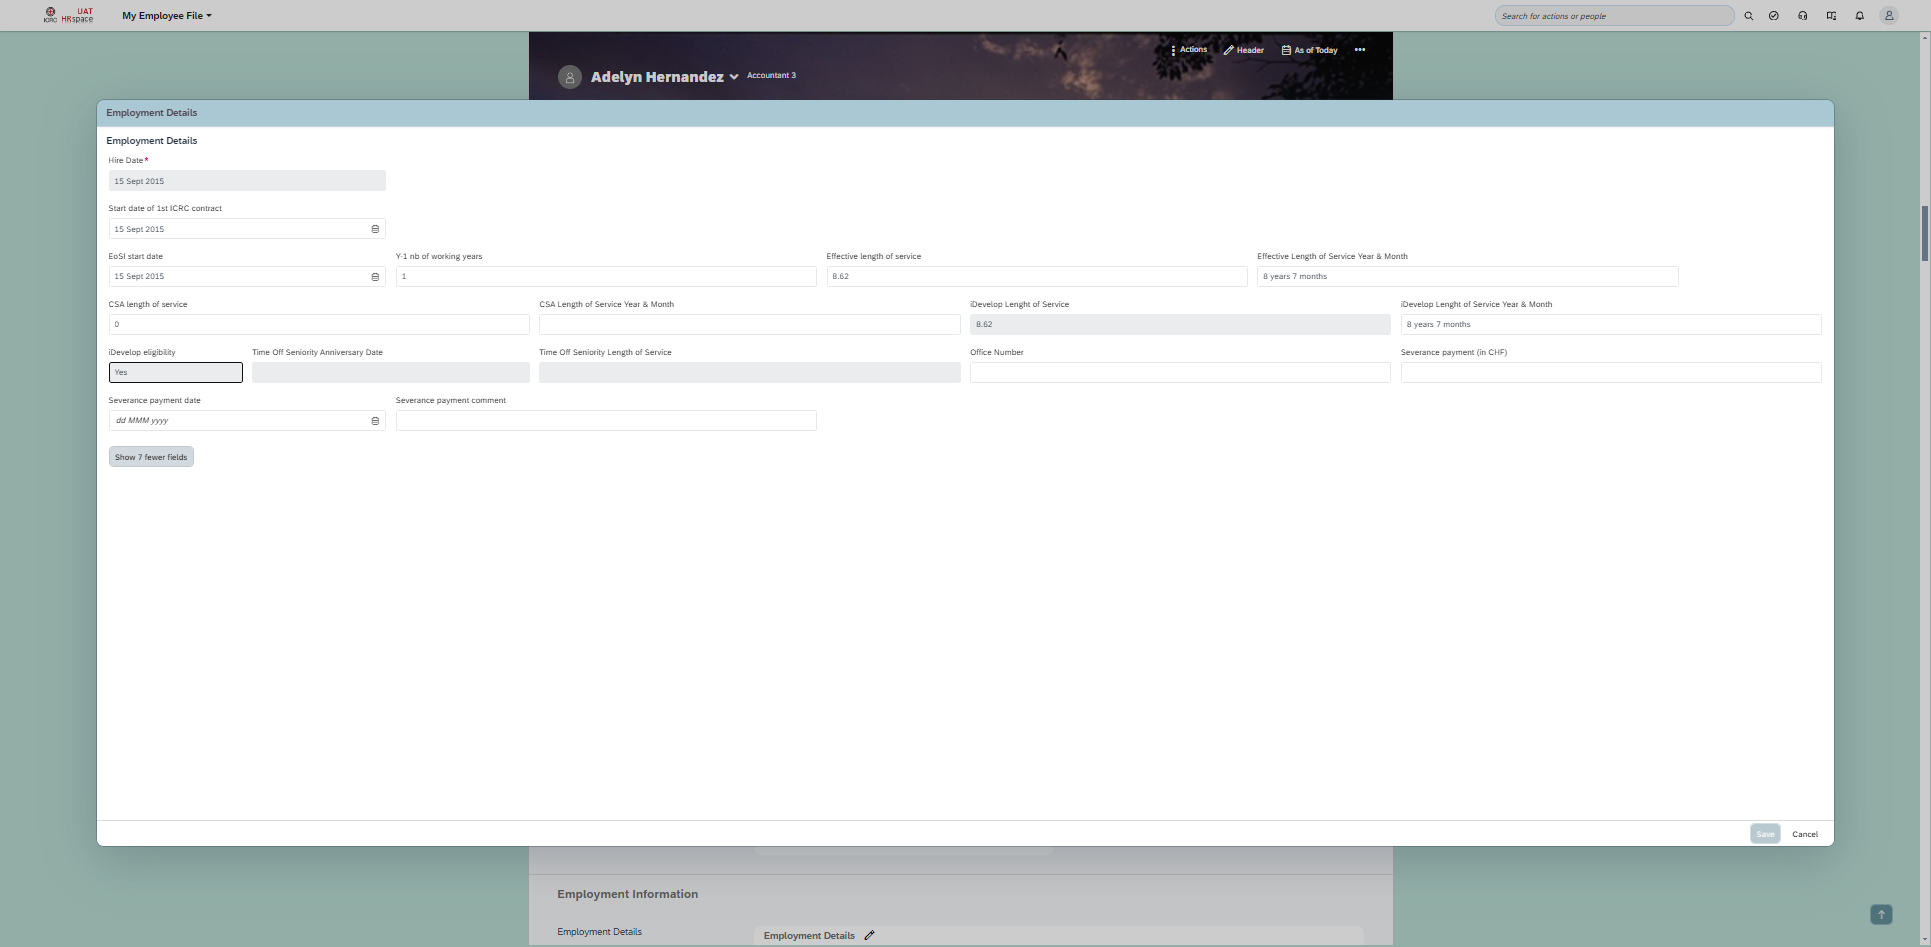 ICRC
UAT
HRspace
My Employee File
Search for actions or people
Actions
Header
As of Today
Adelyn Hernandez
Accountant 3
Employment Details
Employment Details
Hire Date*
15 Sept 2015
Start date of 1st ICRC contract
15 Sept 2015
EoSI start date
Y-1 nb of working years
Effective length of service
Effective Length of Service Year & Month
15 Sept 2015
1
8.62
8 years 7 months
CSA length of service
CSA Length of Service Year & Month
iDevelop Lenght of Service
iDevelop Lenght of Service Year & Month
0
8.62
8 years 7 months
iDevelop eligibility
Time Off Seniority Anniversary Date
Time Off Seniority Length of Service
Office Number
Severance payment (in CHF)
Yes
Severance payment date
Severance payment comment
dd MMM yyyy
Show 7 fewer fields
Save
Cancel
Employment Information
Employment Details
Employment Details